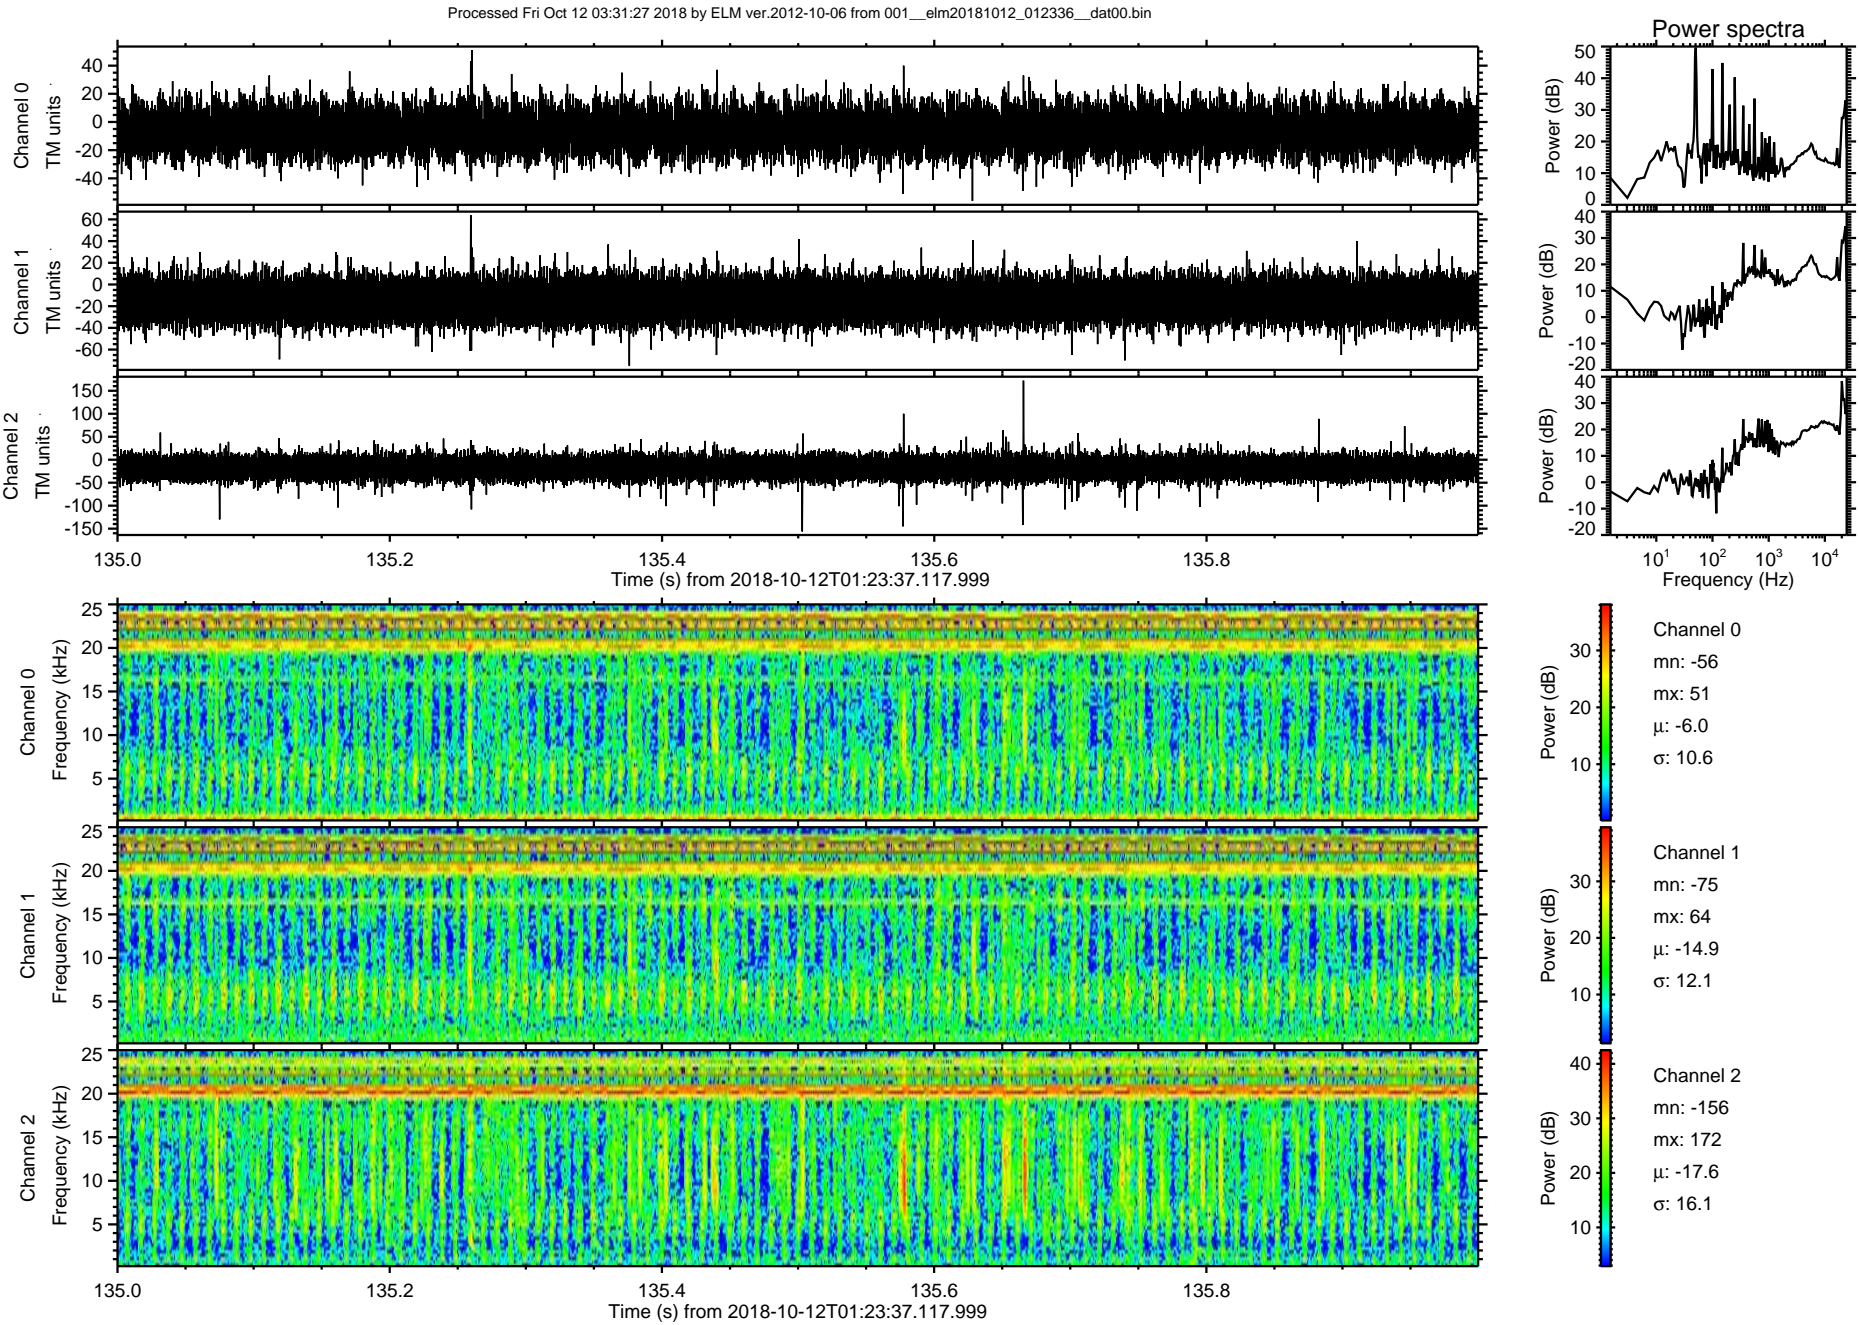 Processed Fri Oct 12 03:31:27 2018 by ELM ver.2012-10-06 from 001__elm20181012_012336__dat00.bin
Power spectra
Channel 0
TM units
40
20
0
-20
-40
Power (dB)
50
40
30
20
10
0
Channel 1
TM units
60
40
20
0
-20
-40
-60
Power (dB)
40
30
20
10
0
-10
-20
Channel 2
TM units
150
100
50
0
-50
-100
-150
Power (dB)
40
30
20
10
0
-10
-20
135.0 135.2 135.4 135.6 135.8
Time (s) from 2018-10-12T01:23:37.117.999
10¹ 10² 10³ 10⁴
Frequency (Hz)
Channel 0
Frequency (kHz)
25
20
15
10
5
Power (dB)
30
20
10
Channel 0
mn: -56
mx: 51
µ: -6.0
σ: 10.6
Channel 1
Frequency (kHz)
25
20
15
10
5
Power (dB)
30
20
10
Channel 1
mn: -75
mx: 64
µ: -14.9
σ: 12.1
Channel 2
Frequency (kHz)
25
20
15
10
5
Power (dB)
40
30
20
10
Channel 2
mn: -156
mx: 172
µ: -17.6
σ: 16.1
135.0 135.2 135.4 135.6 135.8
Time (s) from 2018-10-12T01:23:37.117.999